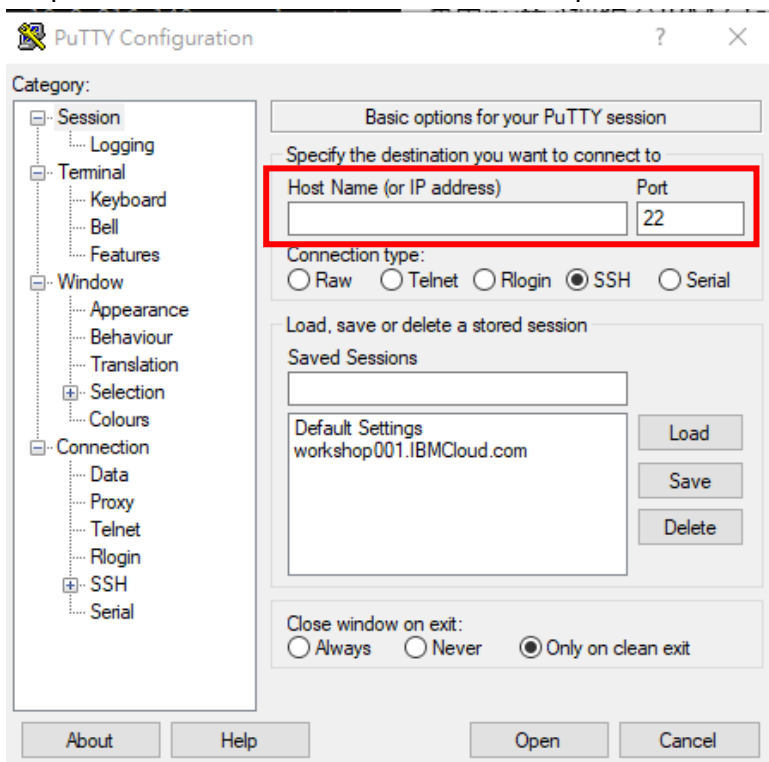 PuTTY Configuration ? ×
Category:
Session
Logging
Terminal
Keyboard
Bell
Features
Window
Appearance
Behaviour
Translation
Selection
Colours
Connection
Data
Proxy
Telnet
Rlogin
SSH
Serial
Basic options for your PuTTY session
Specify the destination you want to connect to
Host Name (or IP address) Port
22
Connection type:
Raw Telnet Rlogin SSH Serial
Load, save or delete a stored session
Saved Sessions
Default Settings
workshop001.IBMCloud.com
Load
Save
Delete
Close window on exit:
Always Never Only on clean exit
About Help Open Cancel